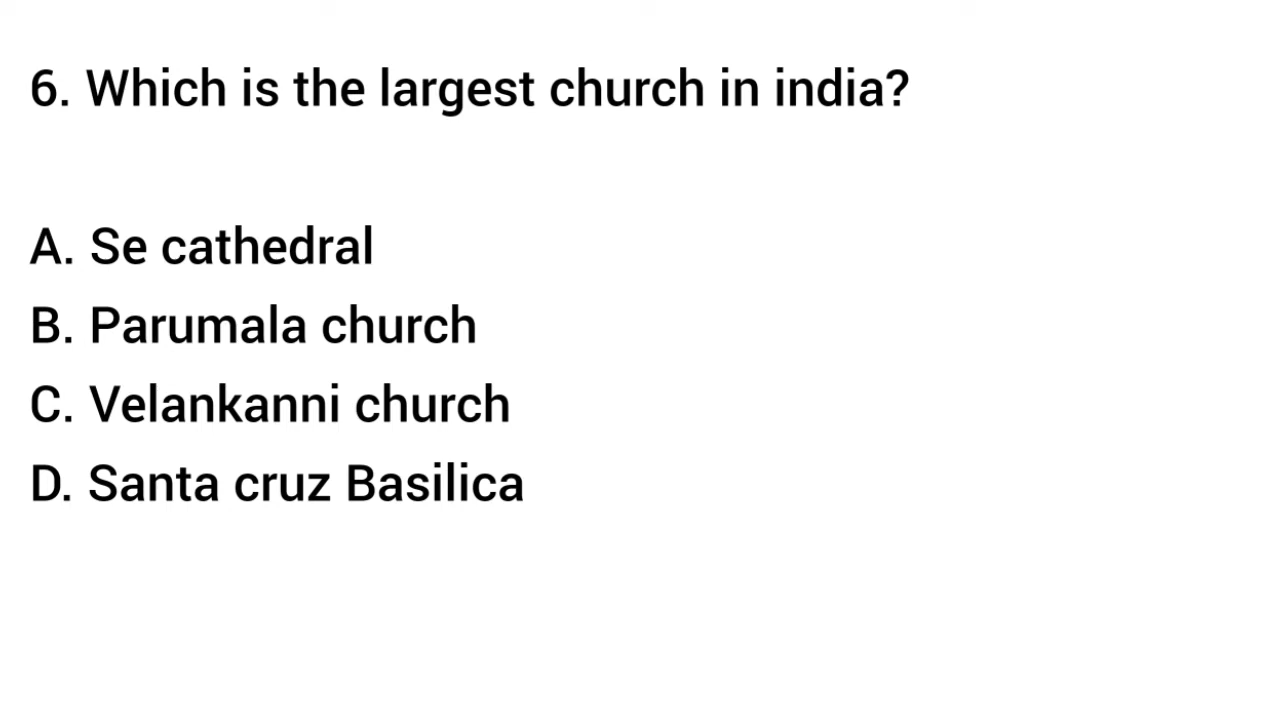 6. Which is the largest church in india?
A. Se cathedral
B. Parumala church
C. Velankanni church
D. Santa cruz Basilica